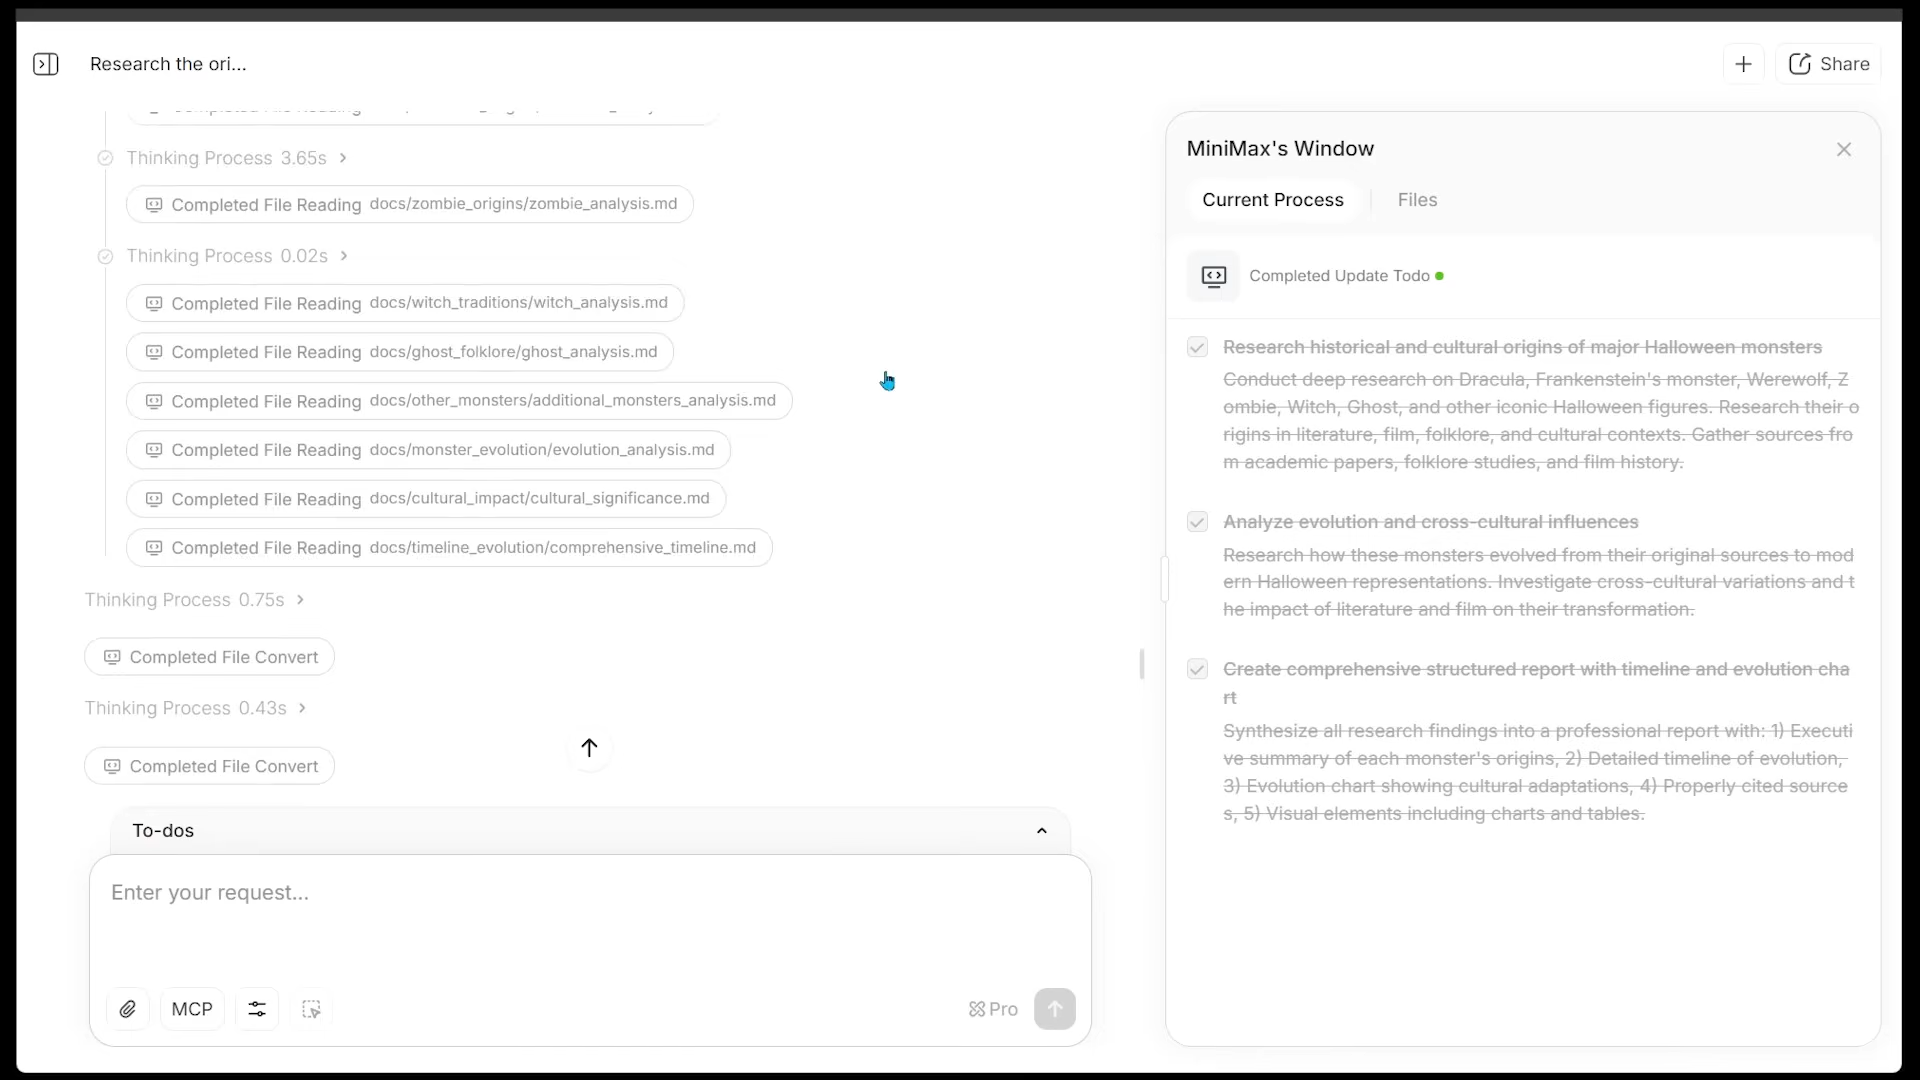 Research the ori...
Share
Thinking Process 3.65s
Completed File Reading docs/zombie_origins/zombie_analysis.md
Thinking Process 0.02s
Completed File Reading docs/witch_traditions/witch_analysis.md
Completed File Reading docs/ghost_folklore/ghost_analysis.md
Completed File Reading docs/other_monsters/additional_monsters_analysis.md
Completed File Reading docs/monster_evolution/evolution_analysis.md
Completed File Reading docs/cultural_impact/cultural_significance.md
Completed File Reading docs/timeline_evolution/comprehensive_timeline.md
Thinking Process 0.75s
Completed File Convert
Thinking Process 0.43s
Completed File Convert
To-dos
Enter your request...
MCP
Pro
MiniMax's Window
Current Process
Files
Completed Update Todo
Research historical and cultural origins of major Halloween monsters
Conduct deep research on Dracula, Frankenstein's monster, Werewolf, Z
ombie, Witch, Ghost, and other iconic Halloween figures. Research their o
rigins in literature, film, folklore, and cultural contexts. Gather sources fro
m academic papers, folklore studies, and film history.
Analyze evolution and cross-cultural influences
Research how these monsters evolved from their original sources to mod
ern Halloween representations. Investigate cross-cultural variations and t
he impact of literature and film on their transformation.
Create comprehensive structured report with timeline and evolution cha
rt
Synthesize all research findings into a professional report with: 1) Executi
ve summary of each monster's origins, 2) Detailed timeline of evolution,
3) Evolution chart showing cultural adaptations, 4) Properly cited source
s, 5) Visual elements including charts and tables.